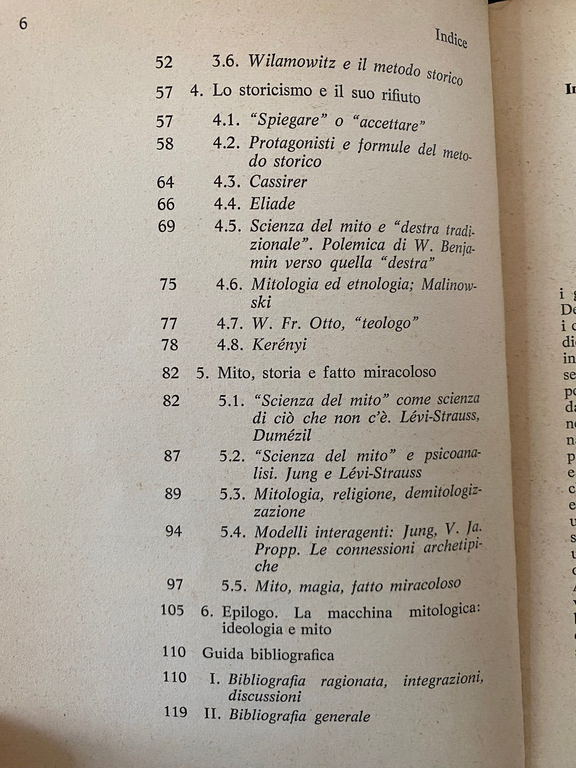 6
Indice
52 3.6. Wilamowitz e il metodo storico
57 4. Lo storicismo e il suo rifiuto
57 4.1. “Spiegare” o “accettare”
58 4.2. Protagonisti e formule del meto-
do storico
64 4.3. Cassirer
66 4.4. Eliade
69 4.5. Scienza del mito e “destra tradi-
zionale”. Polemica di W. Benja-
min verso quella “destra”
75 4.6. Mitologia ed etnologia; Malinow-
ski
77 4.7. W. Fr. Otto, “teologo”
78 4.8. Kerényi
82 5. Mito, storia e fatto miracoloso
82 5.1. “Scienza del mito” come scienza
di ciò che non c'è. Lévi-Strauss,
Dumézil
87 5.2. “Scienza del mito” e psicoana-
lisi. Jung e Lévi-Strauss
89 5.3. Mitologia, religione, demitologiz-
zazione
94 5.4. Modelli interagenti: Jung, V. Ja.
Propp. Le connessioni archetipi-
che
97 5.5. Mito, magia, fatto miracoloso
105 6. Epilogo. La macchina mitologica:
ideologia e mito
110 Guida bibliografica
110 I. Bibliografia ragionata, integrazioni,
discussioni
119 II. Bibliografia generale